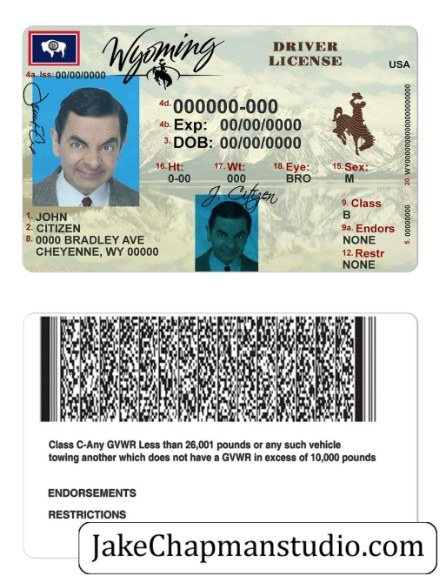 Wyoming
DRIVER
LICENSE
USA
4a. Iss: 00/00/0000
4d. 000000-000
4b. Exp: 00/00/0000
3. DOB: 00/00/0000
16. Ht: 17. Wt: 18. Eye: 15. Sex:
0-00 000 BRO M
J. Citizen
1. JOHN
2. CITIZEN
8. 0000 BRADLEY AVE
CHEYENNE, WY 00000
9. Class
B
9a. Endors
NONE
12. Restr
NONE
5. 00000000
Class C-Any GVWR Less than 26,001 pounds or any such vehicle
towing another which does not have a GVWR in excess of 10,000 pounds
ENDORSEMENTS
RESTRICTIONS
JakeChapmanstudio.com